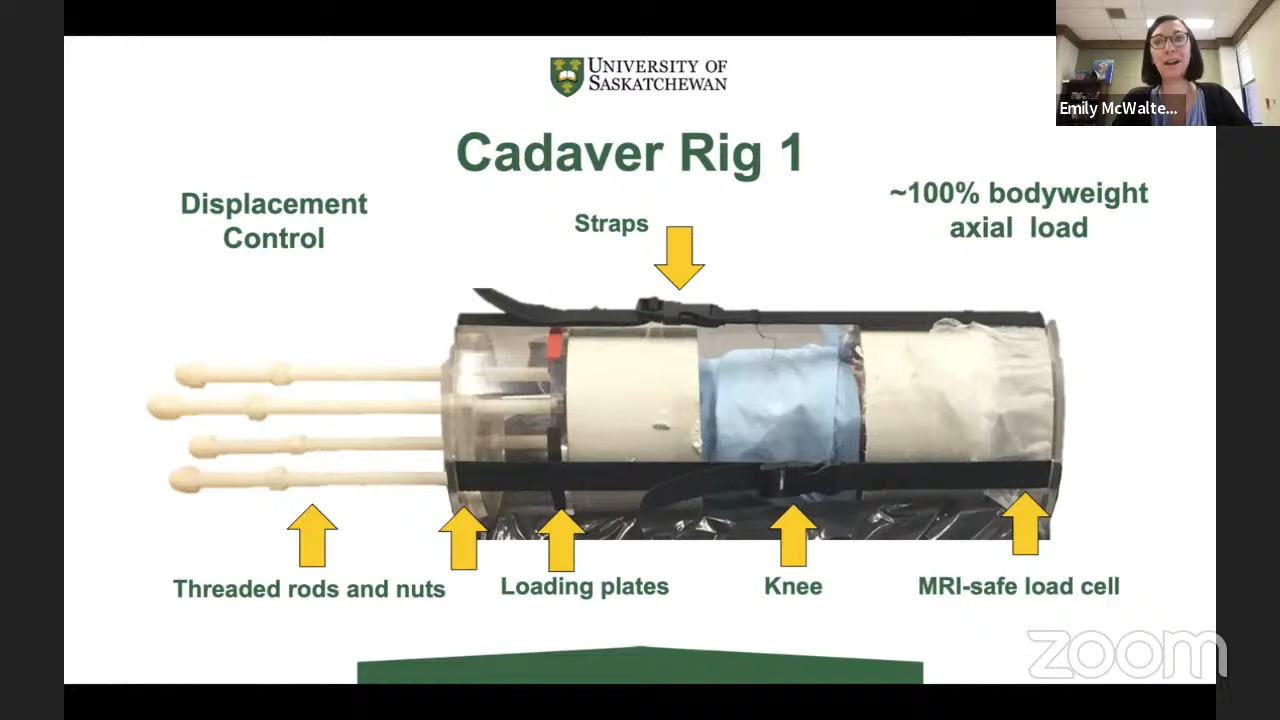 UNIVERSITY OF
SASKATCHEWAN
Emily McWalte...
Cadaver Rig 1
Displacement
Control
Straps
~100% bodyweight
axial load
Threaded rods and nuts
Loading plates
Knee
MRI-safe load cell
zoom